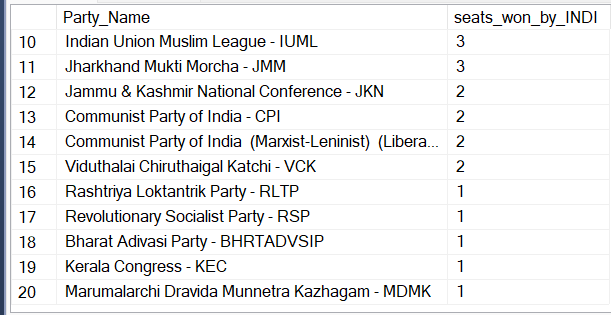 Party_Name seats_won_by_INDI
10 Indian Union Muslim League - IUML 3
11 Jharkhand Mukti Morcha - JMM 3
12 Jammu & Kashmir National Conference - JKN 2
13 Communist Party of India - CPI 2
14 Communist Party of India (Marxist-Leninist) (Libera... 2
15 Viduthalai Chiruthaigal Katchi - VCK 2
16 Rashtriya Loktantrik Party - RLTP 1
17 Revolutionary Socialist Party - RSP 1
18 Bharat Adivasi Party - BHRTADVSIP 1
19 Kerala Congress - KEC 1
20 Marumalarchi Dravida Munnetra Kazhagam - MDMK 1